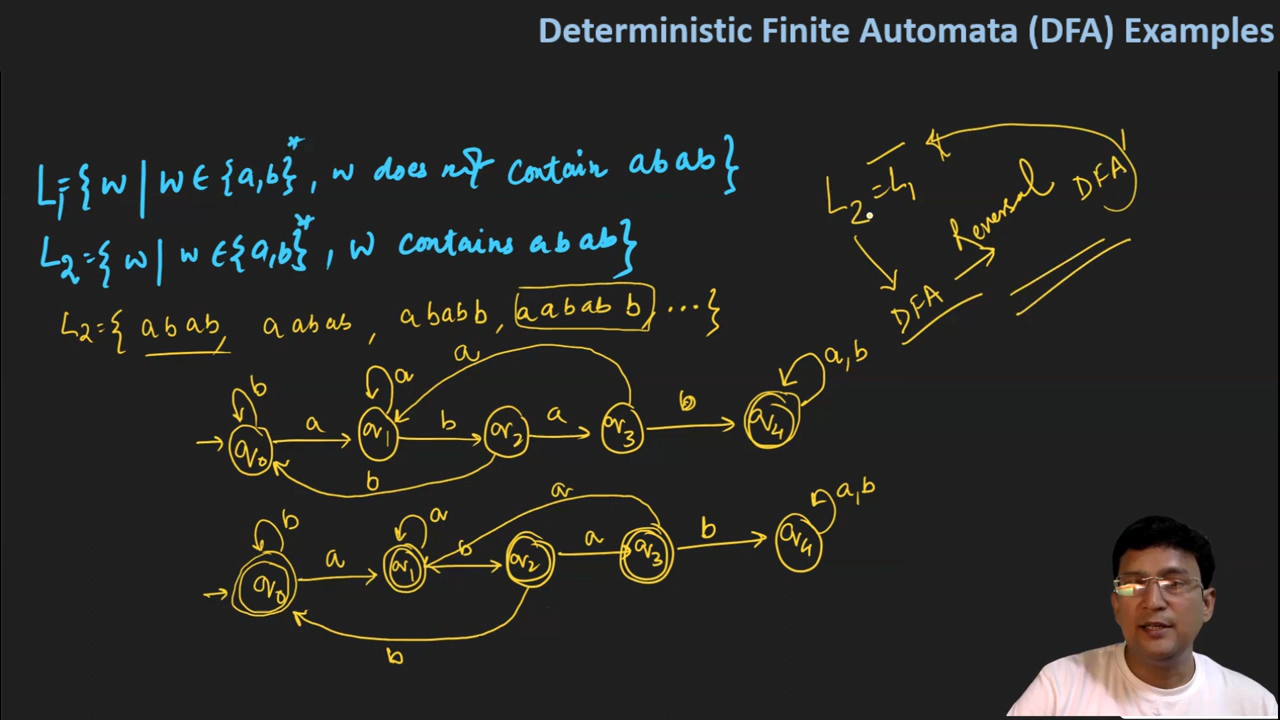 Deterministic Finite Automata (DFA) Examples
L₁={w | w ∈ {a,b}*, w does not contain abab}
L₂={w | w ∈ {a,b}*, w contains abab}
L₂={ abab, aabab, ababb, aababb, ...}
L₂ = L̅₁
DFA
Reversal
DFA
b
a
a
a, b
q₀
a
q₁
b
q₂
a
q₃
b
q₄
b
b
a
a
a, b
q₀
a
q₁
b
q₂
a
q₃
b
q₄
b